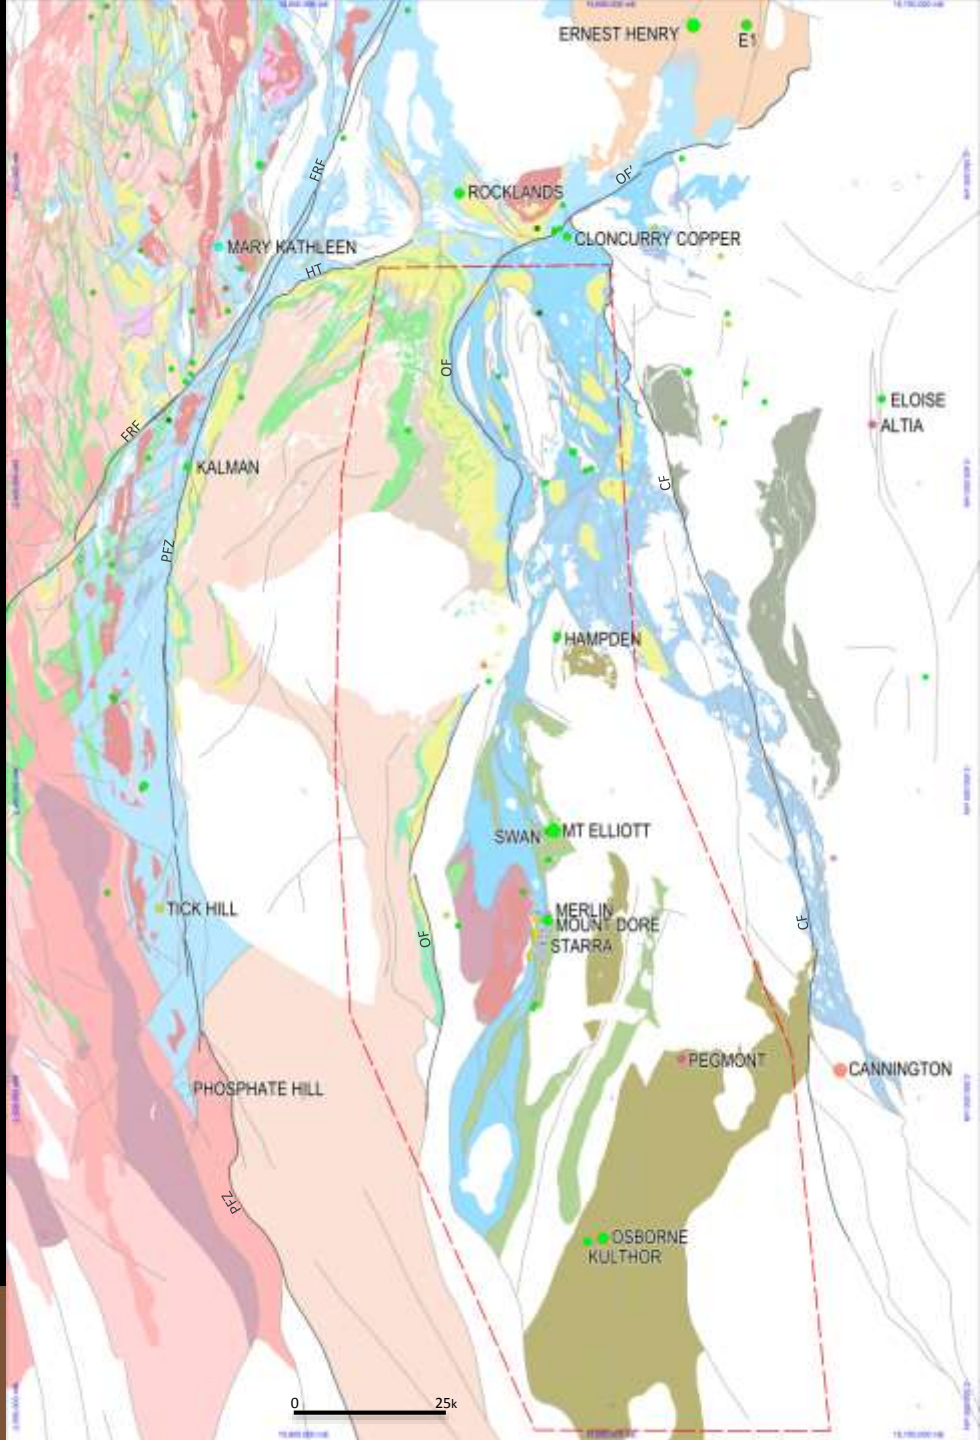 ERNEST HENRY
E1
FRF
OF'
ROCKLANDS
CLONCURRY COPPER
MARY KATHLEEN
HT
OF
ELOISE
ALTIA
FRF
KALMAN
CF
PFZ
HAMPDEN
SWAN
MT ELLIOTT
TICK HILL
MERLIN
MOUNT DORE
STARRA
OF
CF
PEGMONT
CANNINGTON
PHOSPHATE HILL
PFZ
OSBORNE
KULTHOR
0 25k